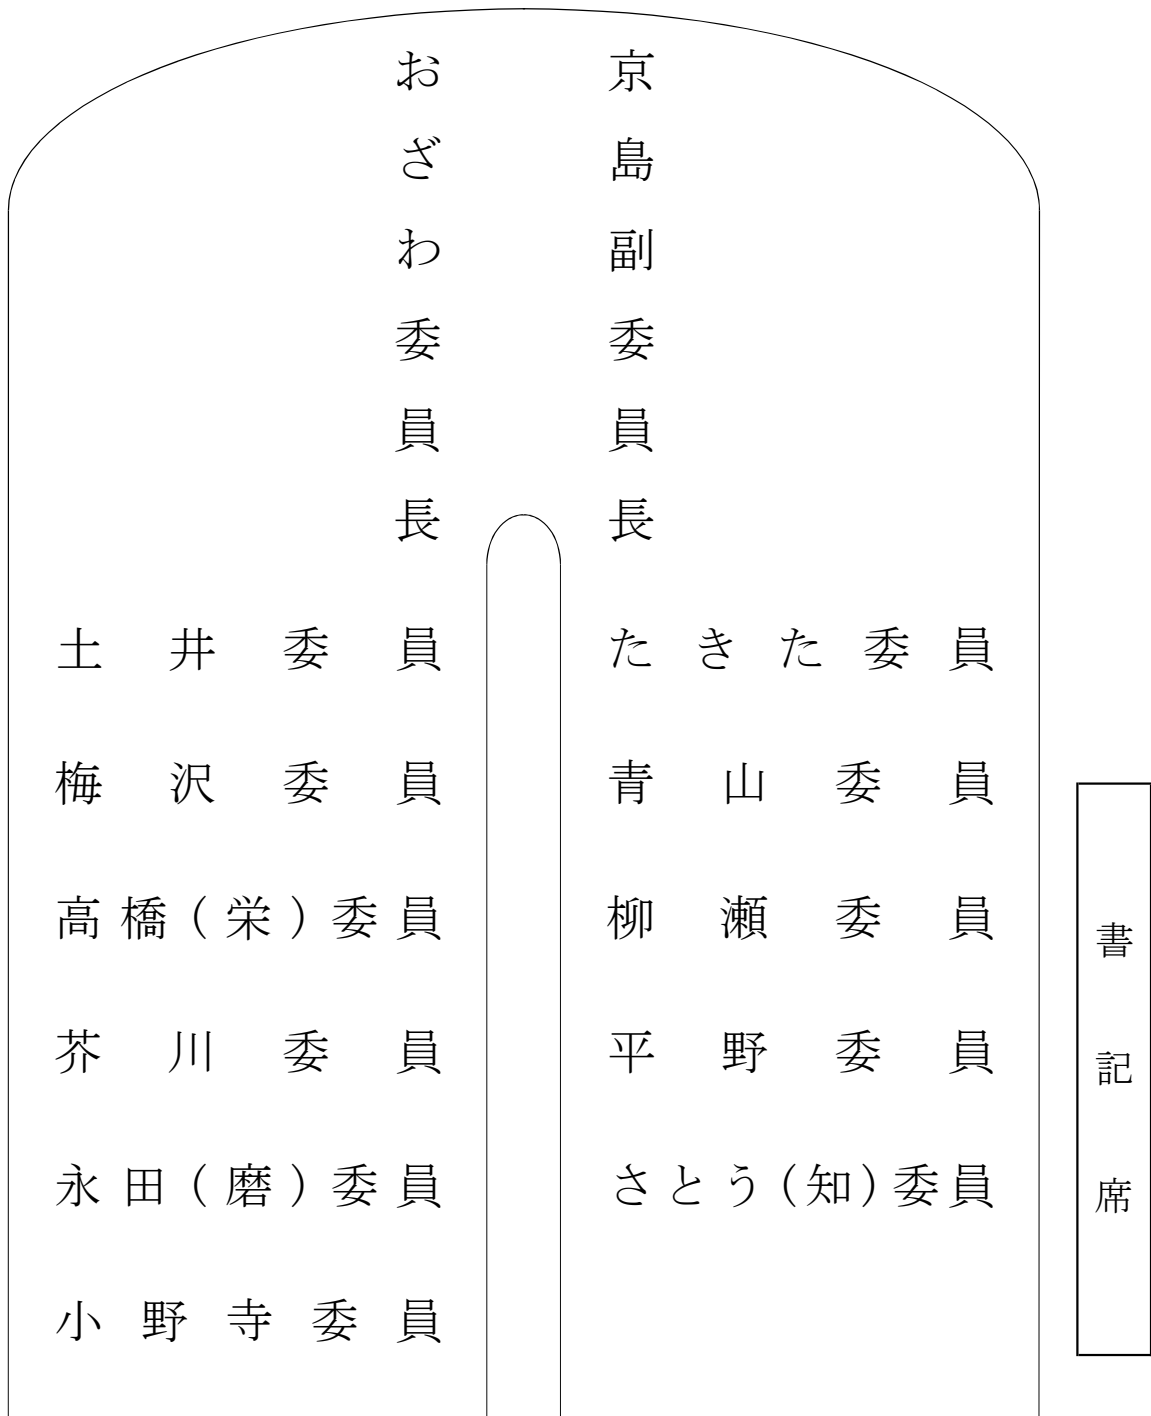 京島副委員長
おざわ委員長
土井委員
たきた委員
梅沢委員
青山委員
高橋(栄)委員
柳瀬委員
芥川委員
平野委員
永田(磨)委員
さとう(知)委員
小野寺委員
書記席